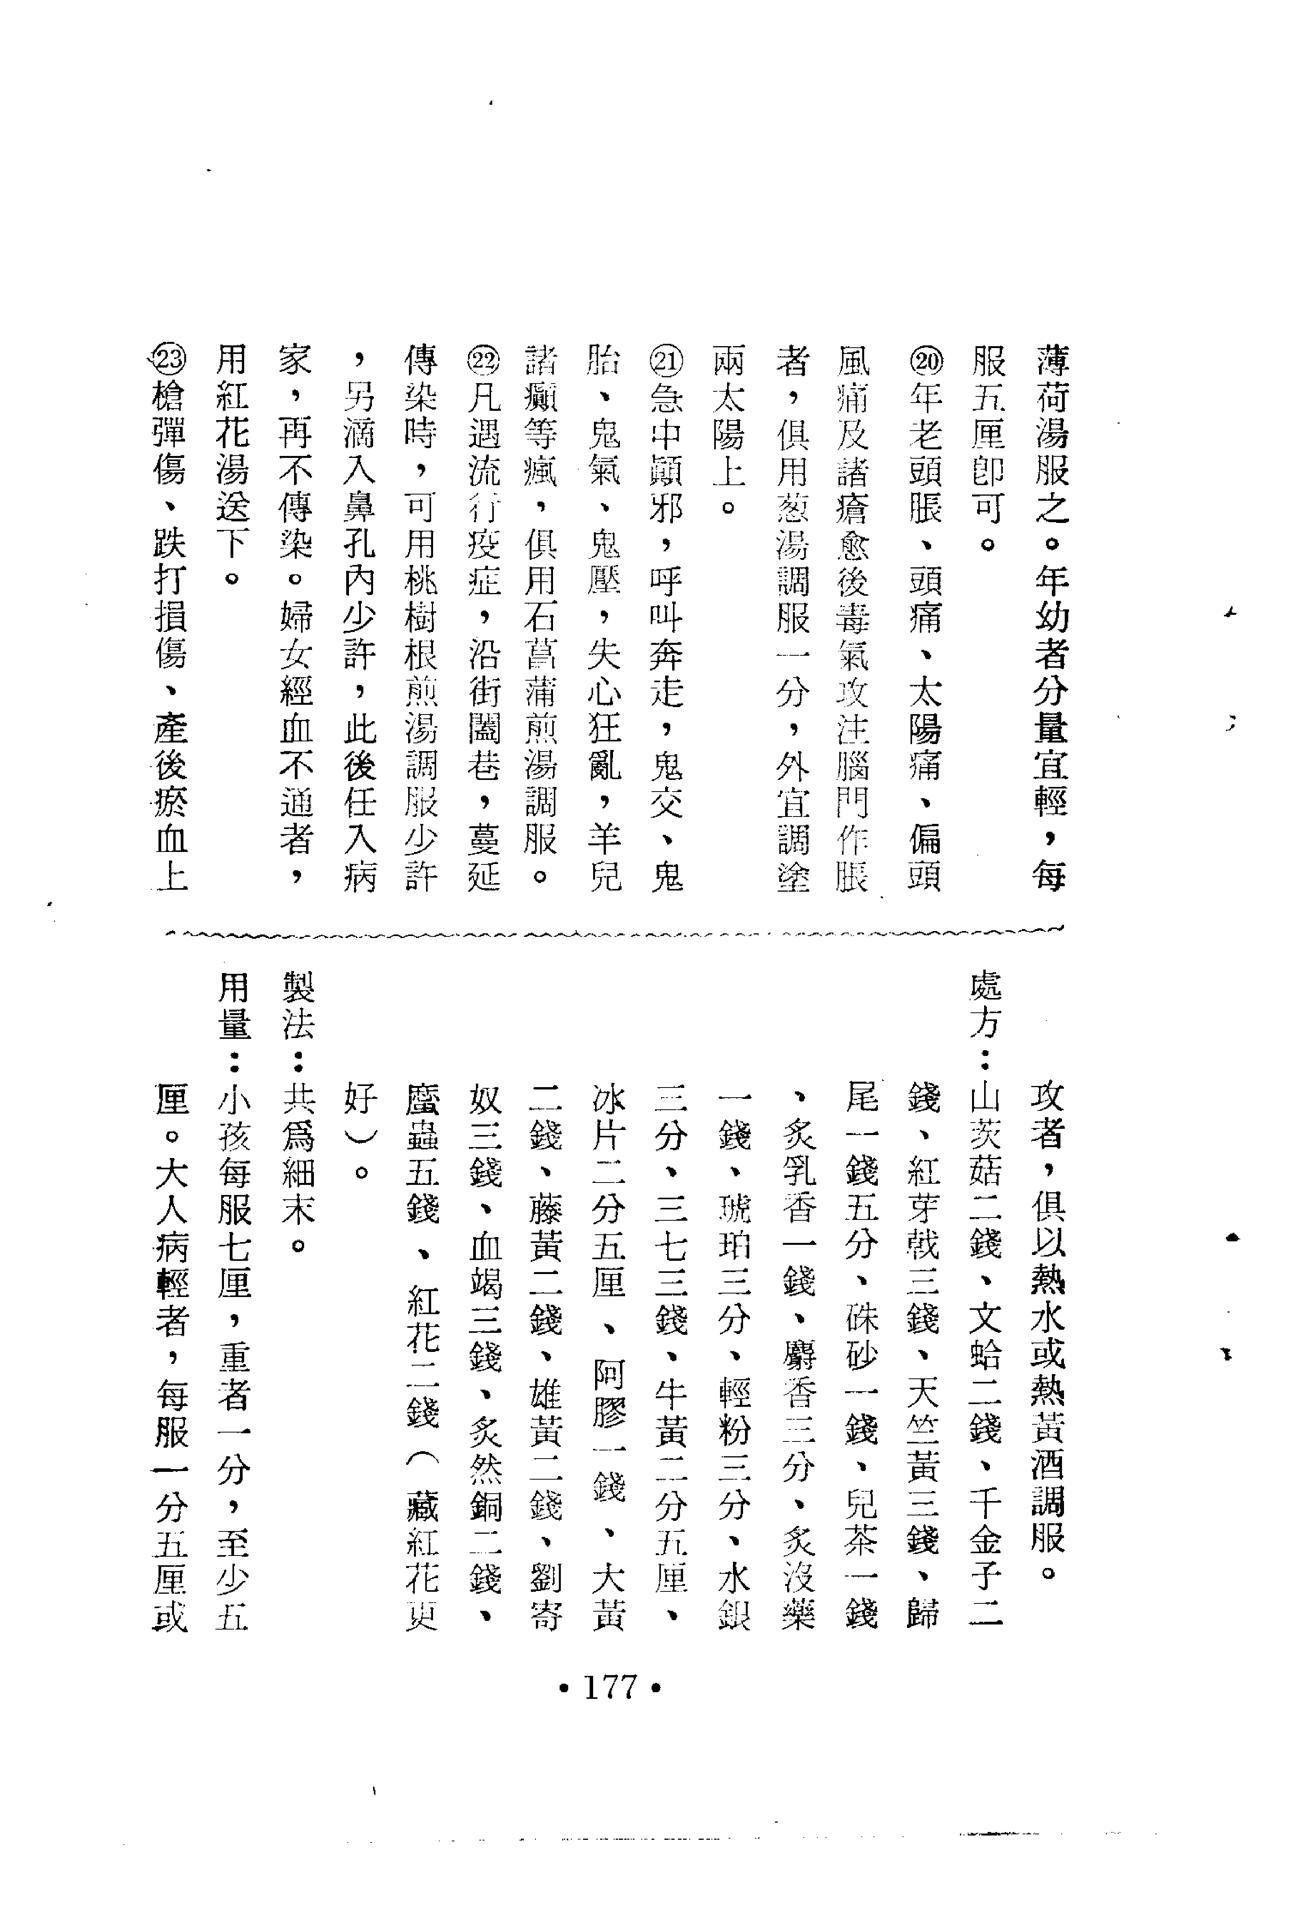 薄荷湯服之。年幼者分量宜輕，每
服五厘卽可。
⑳年老頭脹、頭痛、太陽痛、偏頭
風痛及諸瘡愈後毒氣攻注腦門作脹
者，俱用葱湯調服一分，外宜調塗
兩太陽上。
㉑急中顚邪，呼叫奔走，鬼交、鬼
胎、鬼氣、鬼壓，失心狂亂，羊兒
諸癲等瘋，俱用石菖蒲煎湯調服。
㉒凡遇流行疫症，沿街闔巷，蔓延
傳染時，可用桃樹根煎湯調服少許
，另滴入鼻孔內少許，此後任入病
家，再不傳染。婦女經血不通者，
用紅花湯送下。
㉓槍彈傷、跌打損傷、產後瘀血上
攻者，俱以熱水或熱黃酒調服。
處方：山茨菇二錢、文蛤二錢、千金子二
錢、紅芽戟三錢、天竺黃三錢、歸
尾一錢五分、硃砂一錢、兒茶一錢
、炙乳香一錢、麝香三分、炙沒藥
一錢、琥珀三分、輕粉三分、水銀
三分、三七三錢、牛黃二分五厘、
冰片二分五厘、阿膠一錢、大黃
二錢、藤黃二錢、雄黃二錢、劉寄
奴三錢、血竭三錢、炙然銅二錢、
䗪蟲五錢、紅花二錢（藏紅花更
好）。
製法：共爲細末。
用量：小孩每服七厘，重者一分，至少五
厘。大人病輕者，每服一分五厘或
•177•